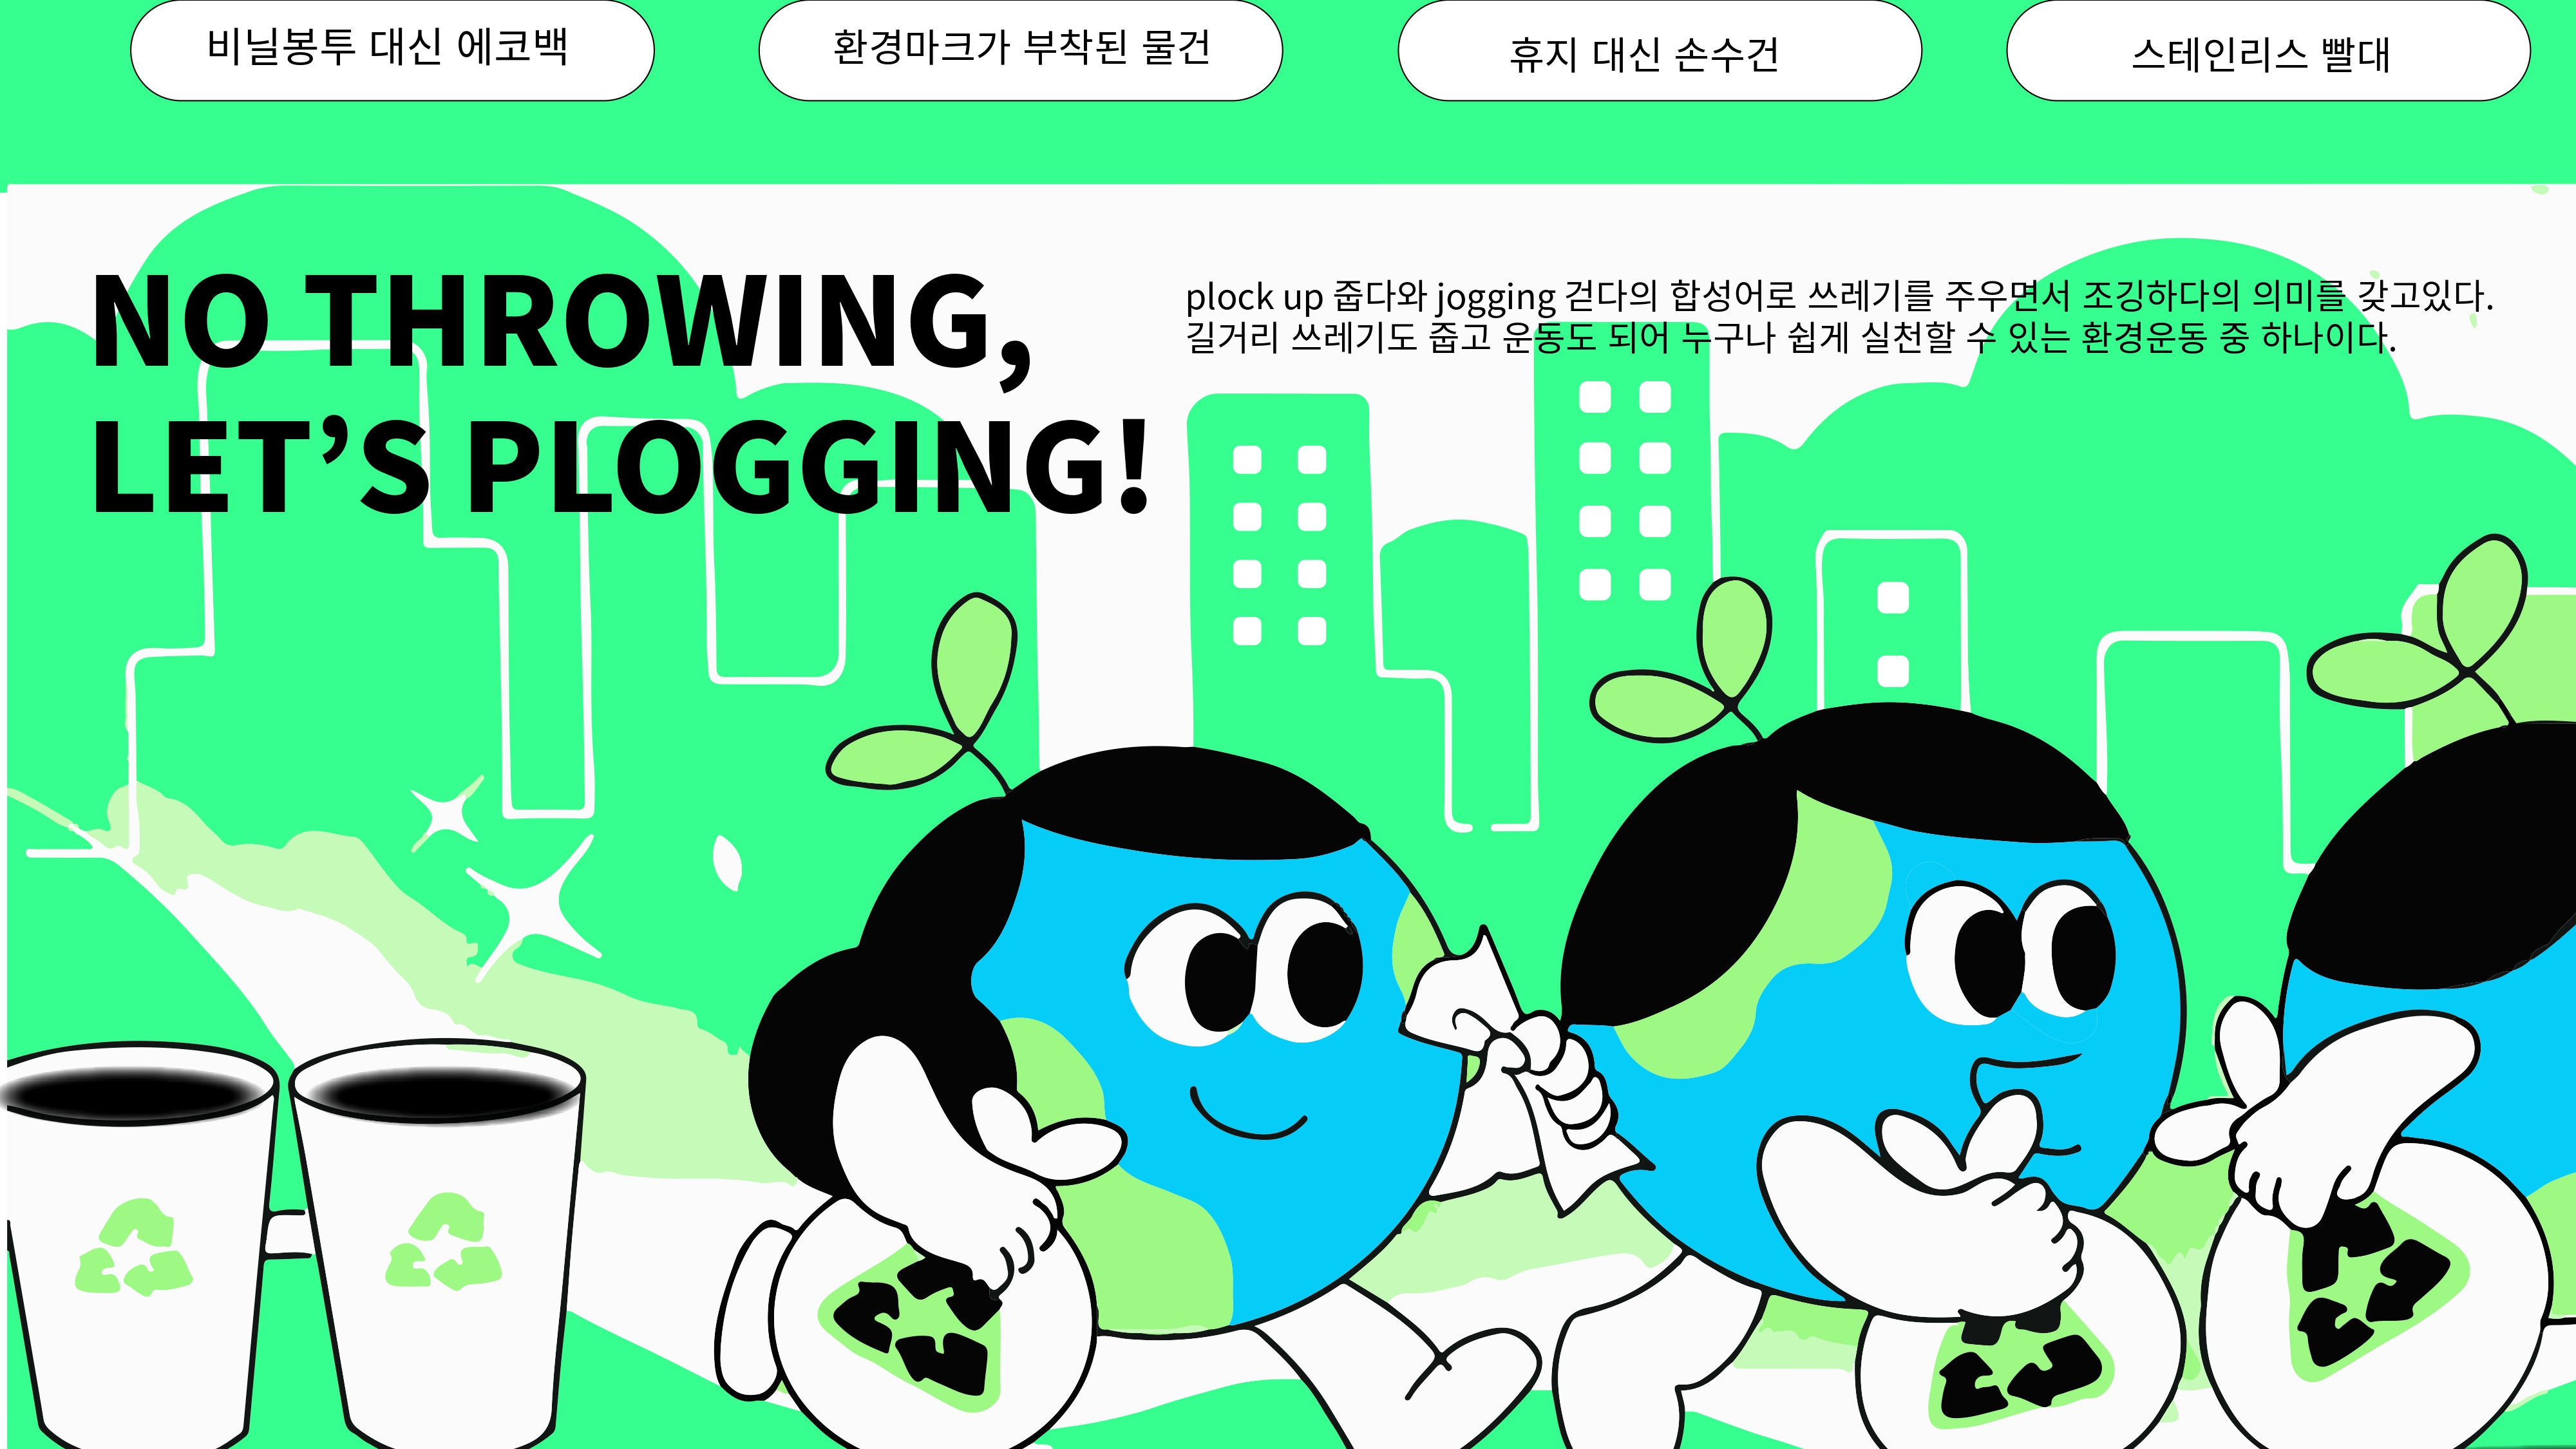 비닐봉투 대신 에코백
환경마크가 부착된 물건
휴지 대신 손수건
스테인리스 빨대
NO THROWING,
LET’S PLOGGING!
plock up 줍다와 jogging 걷다의 합성어로 쓰레기를 주우면서 조깅하다의 의미를 갖고있다.
길거리 쓰레기도 줍고 운동도 되어 누구나 쉽게 실천할 수 있는 환경운동 중 하나이다.